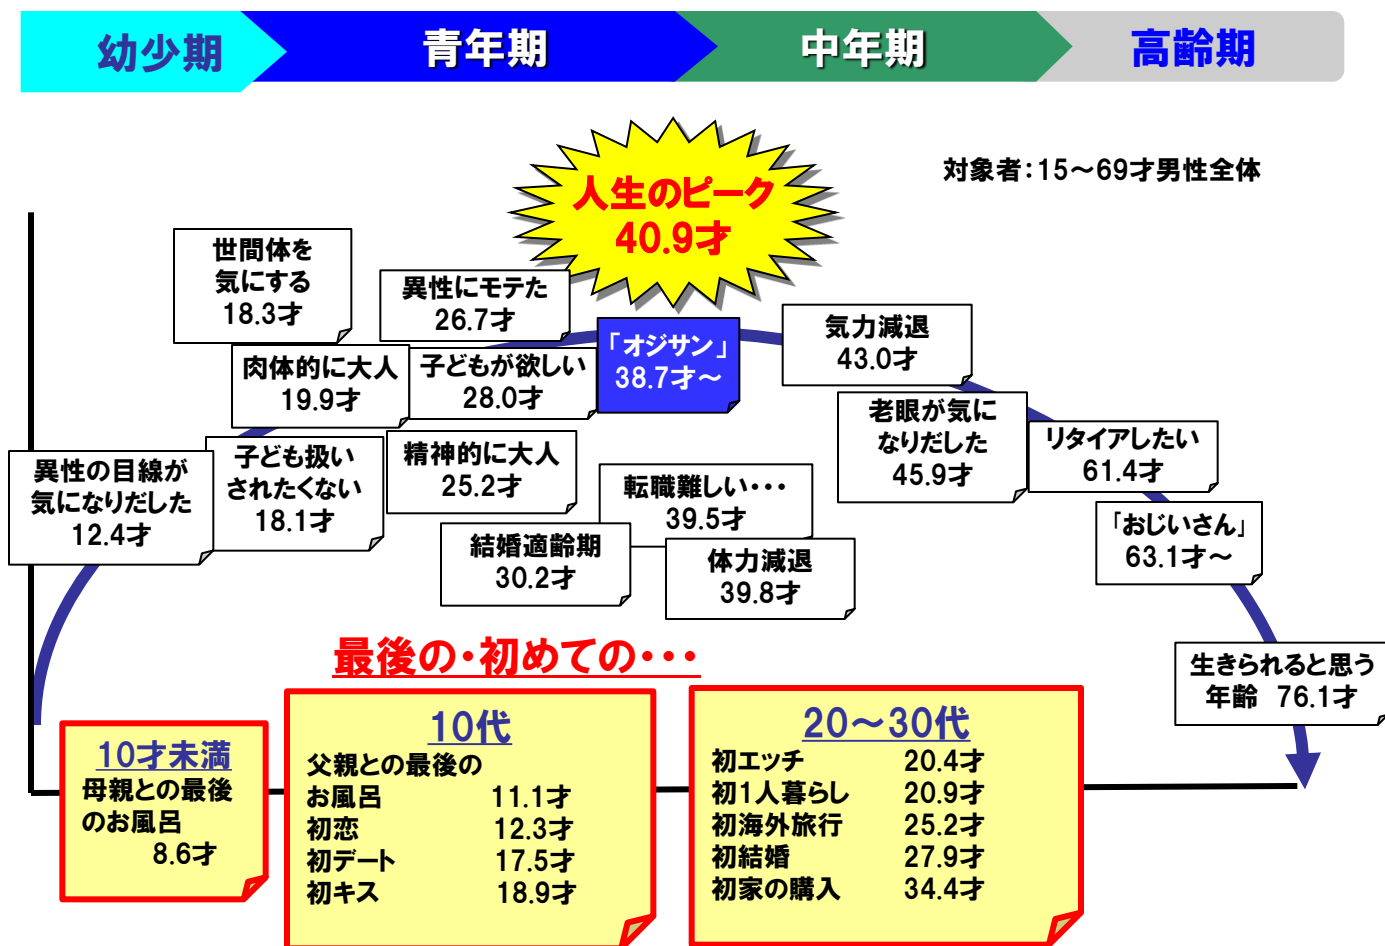 幼少期
青年期
中年期
高齢期
人生のピーク
40.9才
対象者:15～69才男性全体
世間体を
気にする
18.3才
異性にモテた
26.7才
肉体的に大人
19.9才
子どもが欲しい
28.0才
「オジサン」
38.7才～
気力減退
43.0才
老眼が気に
なりだした
45.9才
リタイアしたい
61.4才
異性の目線が
気になりだした
12.4才
子ども扱い
されたくない
18.1才
精神的に大人
25.2才
転職難しい・・・
39.5才
結婚適齢期
30.2才
体力減退
39.8才
「おじいさん」
63.1才～
生きられると思う
年齢 76.1才
最後の・初めての・・・
10才未満
母親との最後
のお風呂
8.6才
10代
父親との最後の
お風呂 11.1才
初恋 12.3才
初デート 17.5才
初キス 18.9才
20～30代
初エッチ 20.4才
初1人暮らし 20.9才
初海外旅行 25.2才
初結婚 27.9才
初家の購入 34.4才